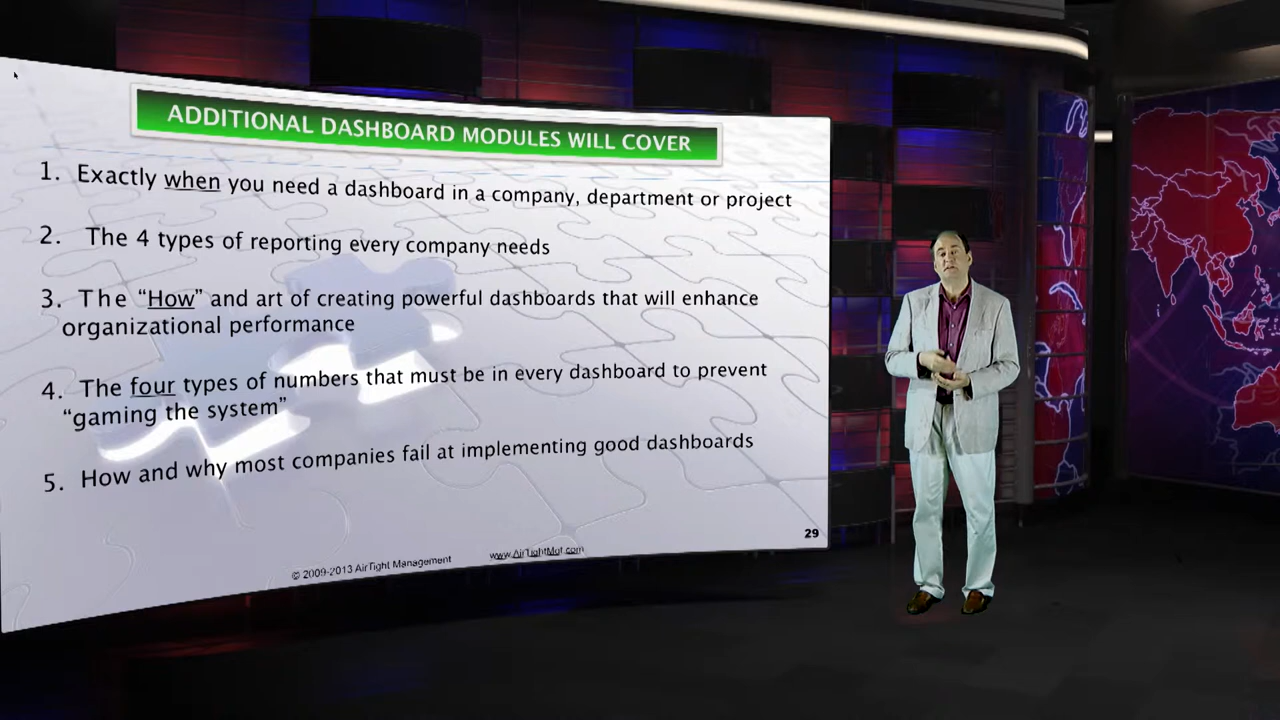 ADDITIONAL DASHBOARD MODULES WILL COVER
1. Exactly when you need a dashboard in a company, department or project
2. The 4 types of reporting every company needs
3. The “How” and art of creating powerful dashboards that will enhance
organizational performance
4. The four types of numbers that must be in every dashboard to prevent
“gaming the system”
5. How and why most companies fail at implementing good dashboards
29
© 2009-2013 AirTight Management www.AirTightMgt.com